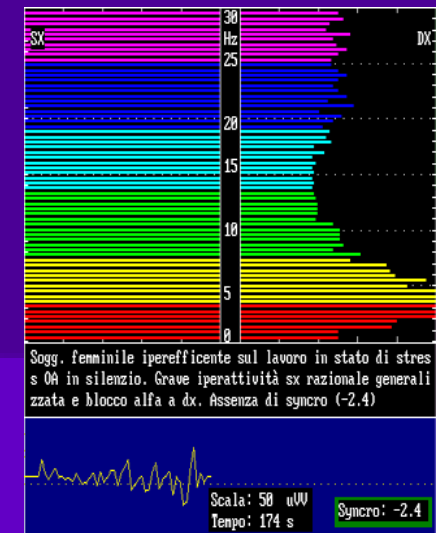 30
SX Hz DX
25
20
15
10
5
0
Sogg. femminile iperefficente sul lavoro in stato di stres
s OA in silenzio. Grave iperattività sx razionale generali
zzata e blocco alfa a dx. Assenza di syncro (-2.4)
Scala: 50 uVV
Tempo: 174 s
Syncro: -2.4